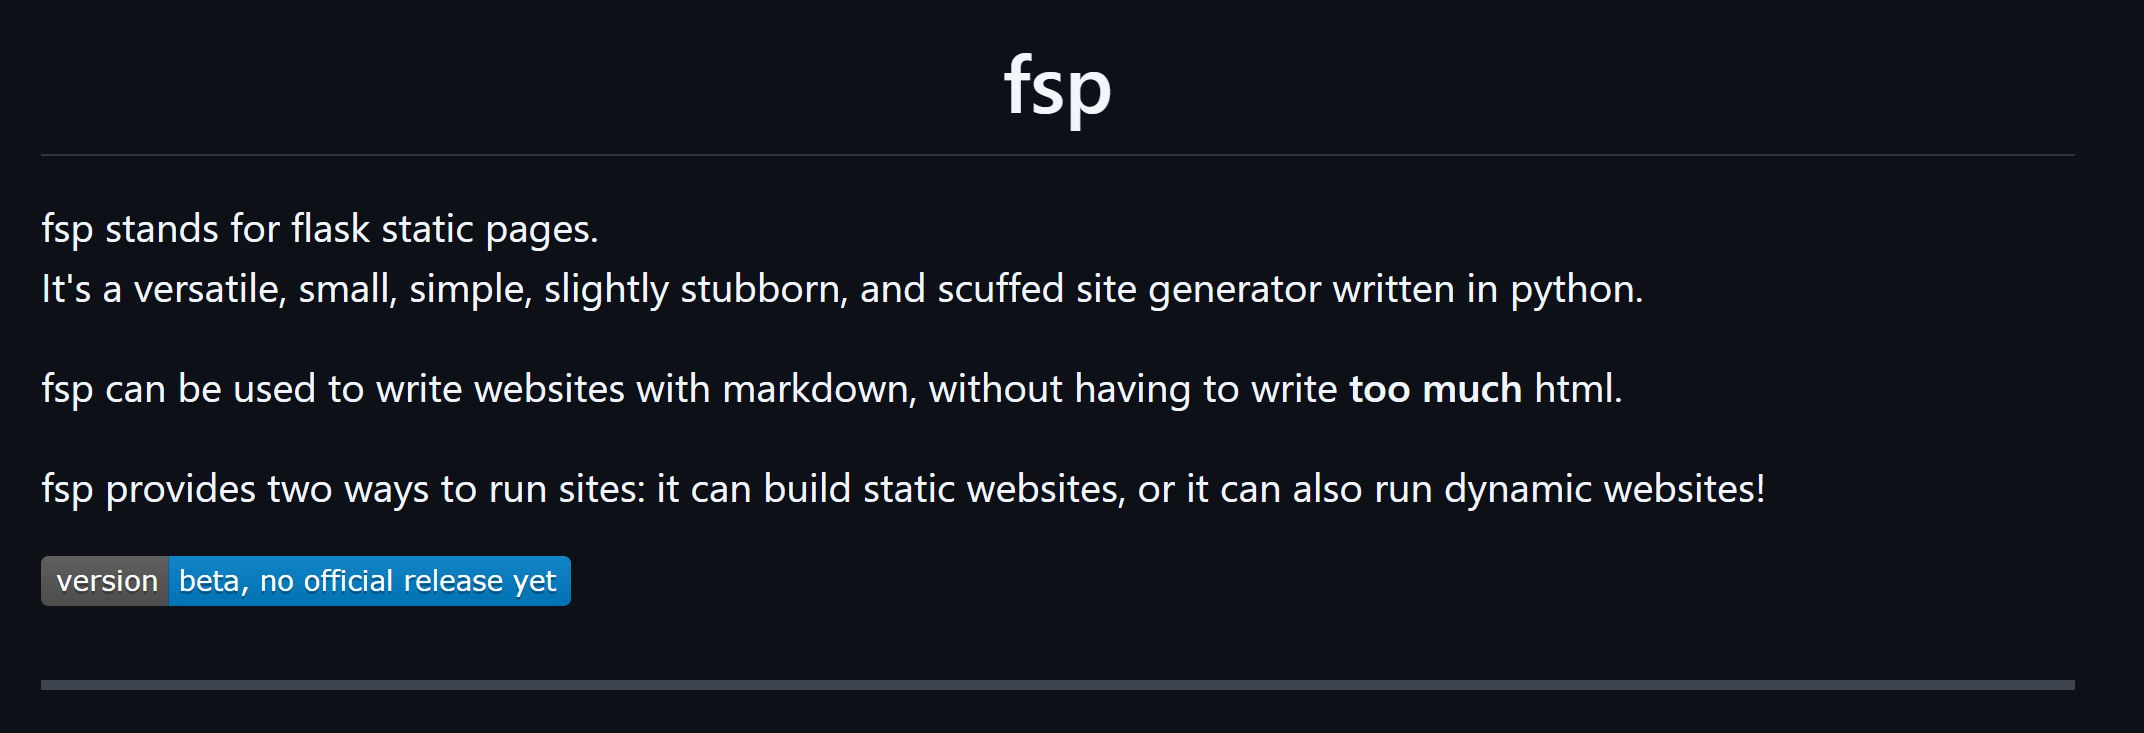 fsp
fsp stands for flask static pages.
It's a versatile, small, simple, slightly stubborn, and scuffed site generator written in python.
fsp can be used to write websites with markdown, without having to write too much html.
fsp provides two ways to run sites: it can build static websites, or it can also run dynamic websites!
version beta, no official release yet